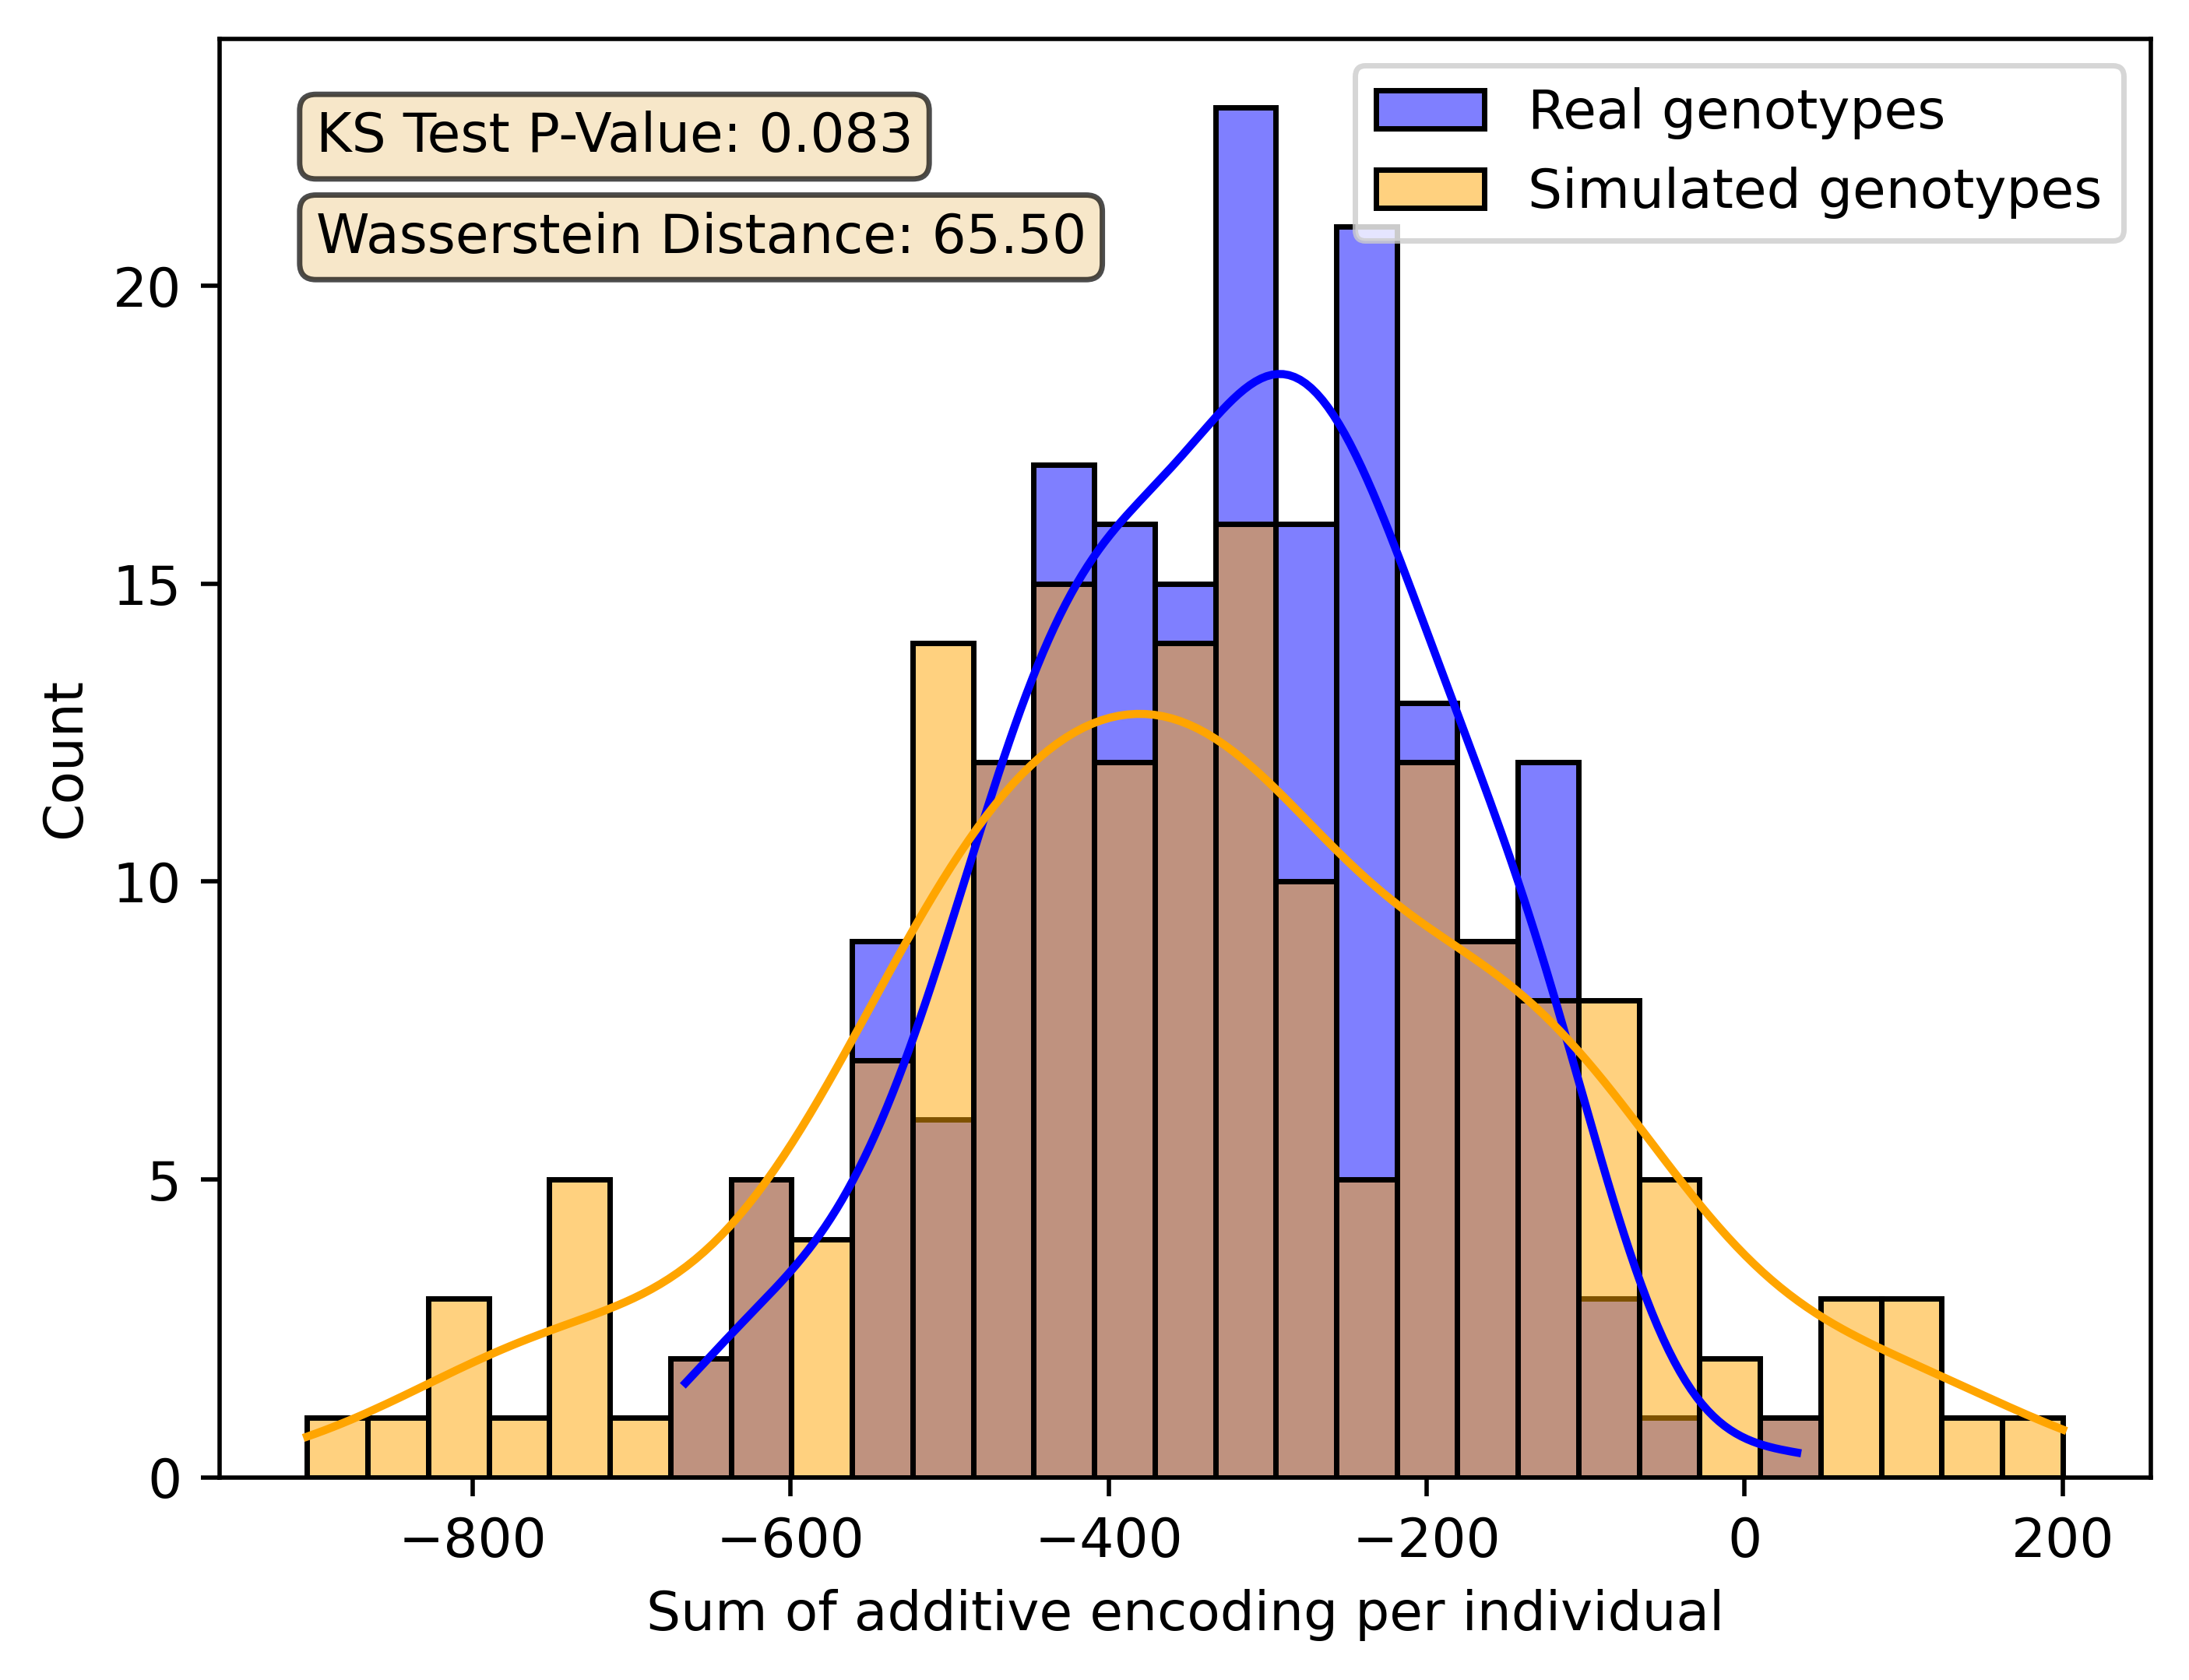 KS Test P-Value: 0.083
Wasserstein Distance: 65.50
Real genotypes
Simulated genotypes
20
15
10
5
0
Count
−800 −600 −400 −200 0 200
Sum of additive encoding per individual